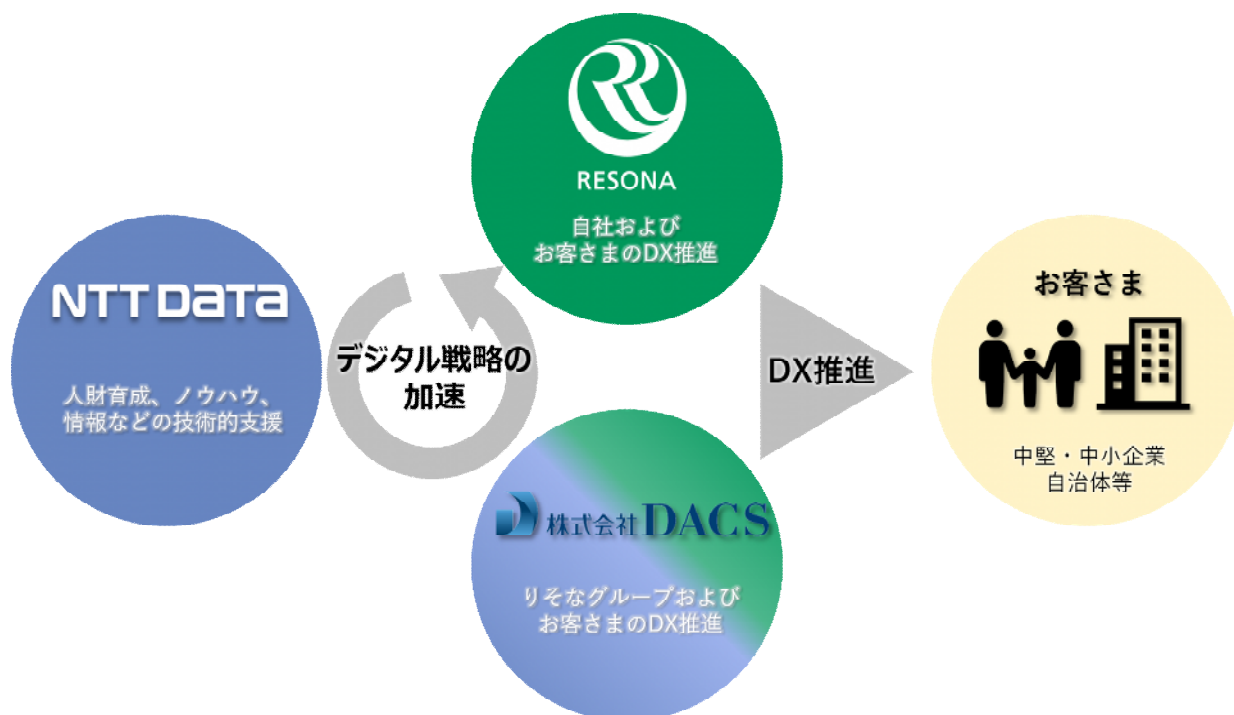 RESONA
自社および
お客さまのDX推進
NTT DATA
人財育成、ノウハウ、
情報などの技術的支援
デジタル戦略の
加速
株式会社DACS
りそなグループおよび
お客さまのDX推進
DX推進
お客さま
中堅・中小企業
自治体等